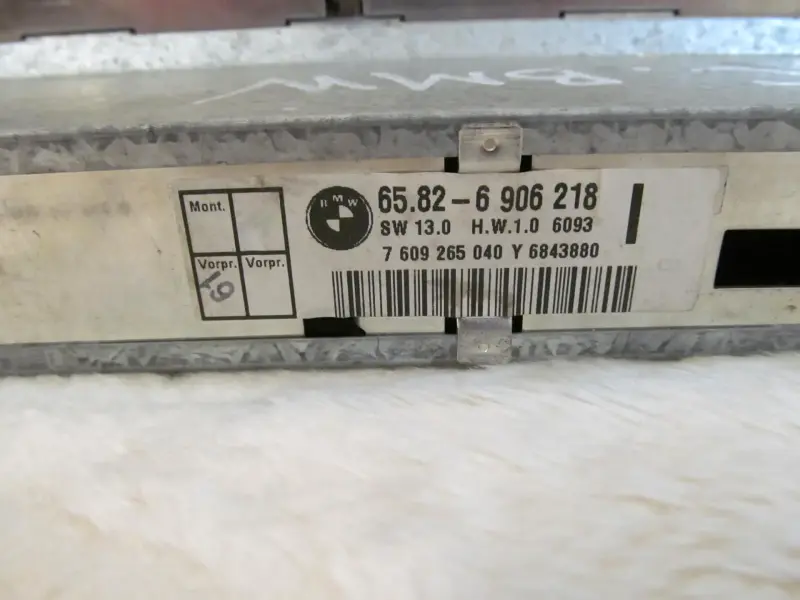 BMW
Mont.
Vorpr. Vorpr.
19
BMW
65.82-6 906 218
SW 13.0 H.W.1.0 6093
7 609 265 040 Y 6843880